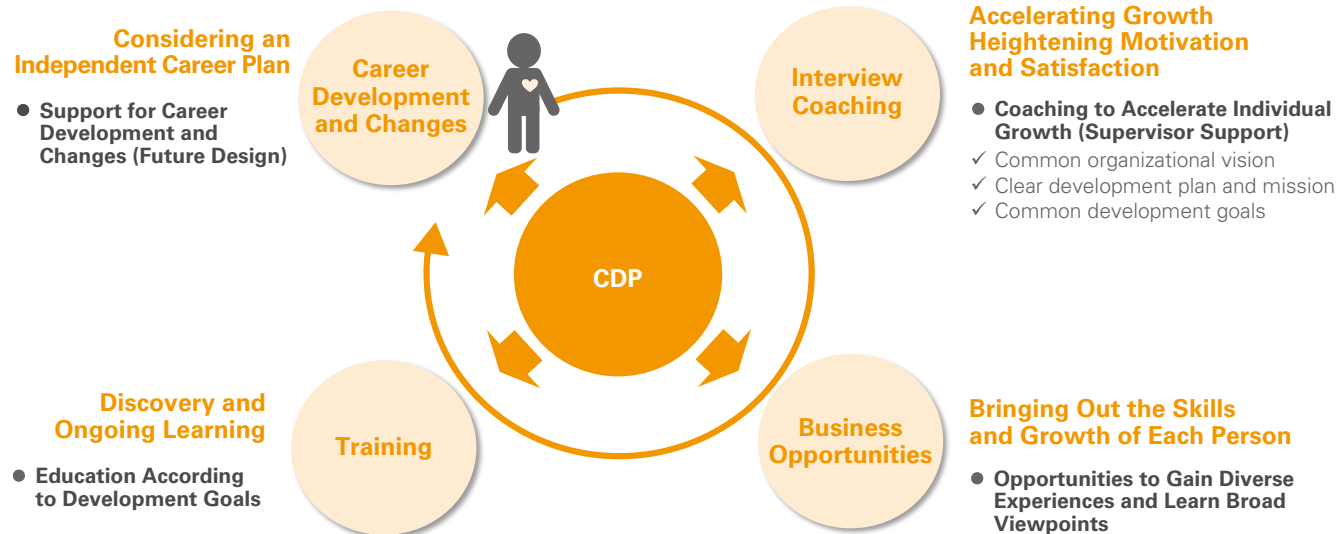 Considering an
Independent Career Plan
● Support for Career
Development and
Changes (Future Design)
Career
Development
and Changes
Interview
Coaching
Accelerating Growth
Heightening Motivation
and Satisfaction
● Coaching to Accelerate Individual
Growth (Supervisor Support)
✓ Common organizational vision
✓ Clear development plan and mission
✓ Common development goals
CDP
Discovery and
Ongoing Learning
● Education According
to Development Goals
Training
Business
Opportunities
Bringing Out the Skills
and Growth of Each Person
● Opportunities to Gain Diverse
Experiences and Learn Broad
Viewpoints